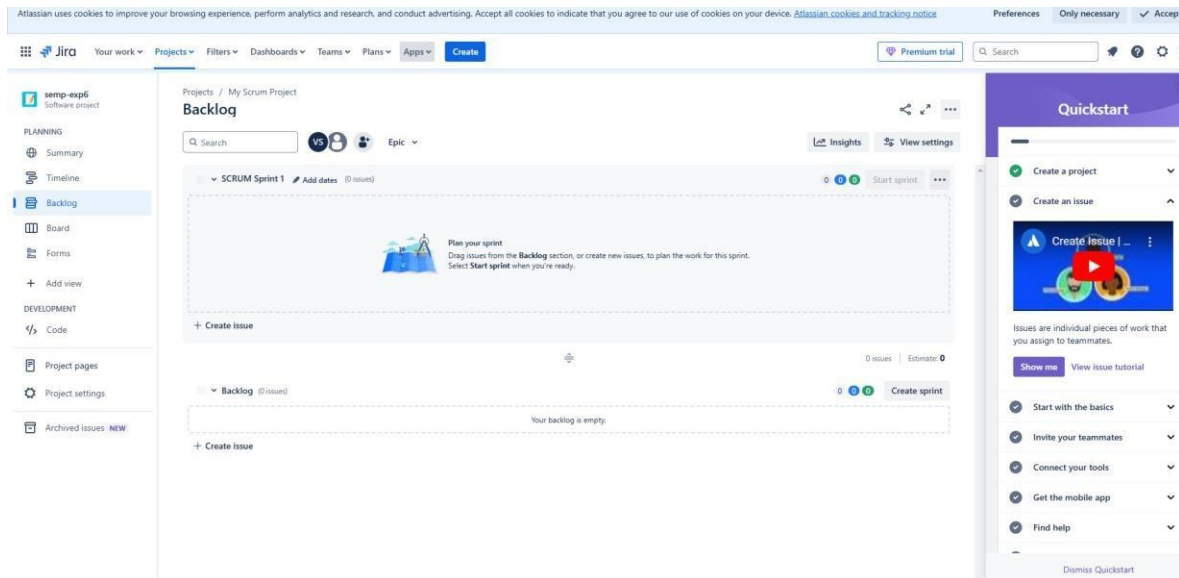 Atlassian uses cookies to improve your browsing experience, perform analytics and research, and conduct advertising. Accept all cookies to indicate that you agree to our use of cookies on your device. Atlassian cookies and tracking notice
Preferences Only necessary Accep
Jira Your work Projects Filters Dashboards Teams Plans Apps Create Premium trial Search
semp-exp6
Software project
PLANNING
Summary
Timeline
Backlog
Board
Forms
Add view
DEVELOPMENT
Code
Project pages
Project settings
Archived issues NEW
Projects / My Scrum Project
Backlog
Search VS Epic Insights View settings
SCRUM Sprint 1 Add dates (0 issues) 0 0 0 Start sprint
Plan your sprint
Drag issues from the Backlog section, or create new issues, to plan the work for this sprint.
Select Start sprint when you're ready.
+ Create issue
0 issues Estimate: 0
Backlog (0 issues) 0 0 0 Create sprint
Your backlog is empty.
+ Create issue
Quickstart
Create a project
Create an issue
Create Issue | ...
Issues are individual pieces of work that
you assign to teammates.
Show me View issue tutorial
Start with the basics
Invite your teammates
Connect your tools
Get the mobile app
Find help
Dismiss Quickstart